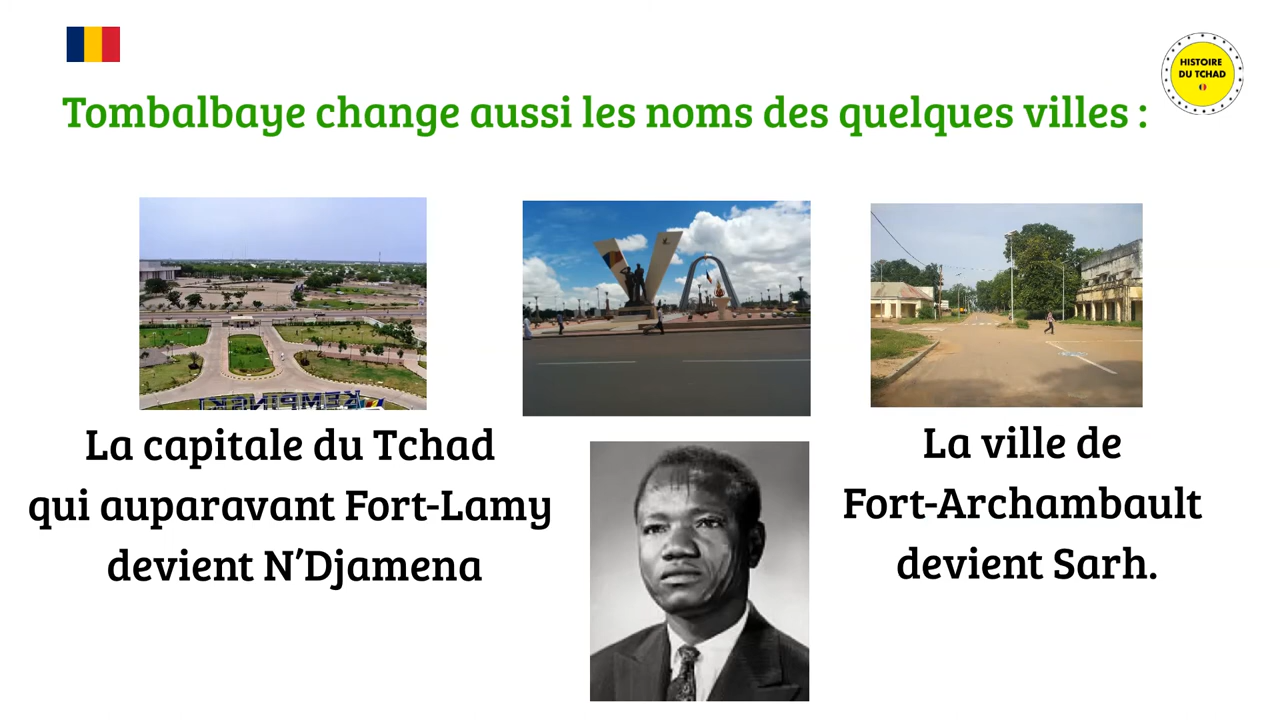 HISTOIRE
DU TCHAD
Tombalbaye change aussi les noms des quelques villes :
KEMPINSKI
La capitale du Tchad
qui auparavant Fort-Lamy
devient N’Djamena
La ville de
Fort-Archambault
devient Sarh.